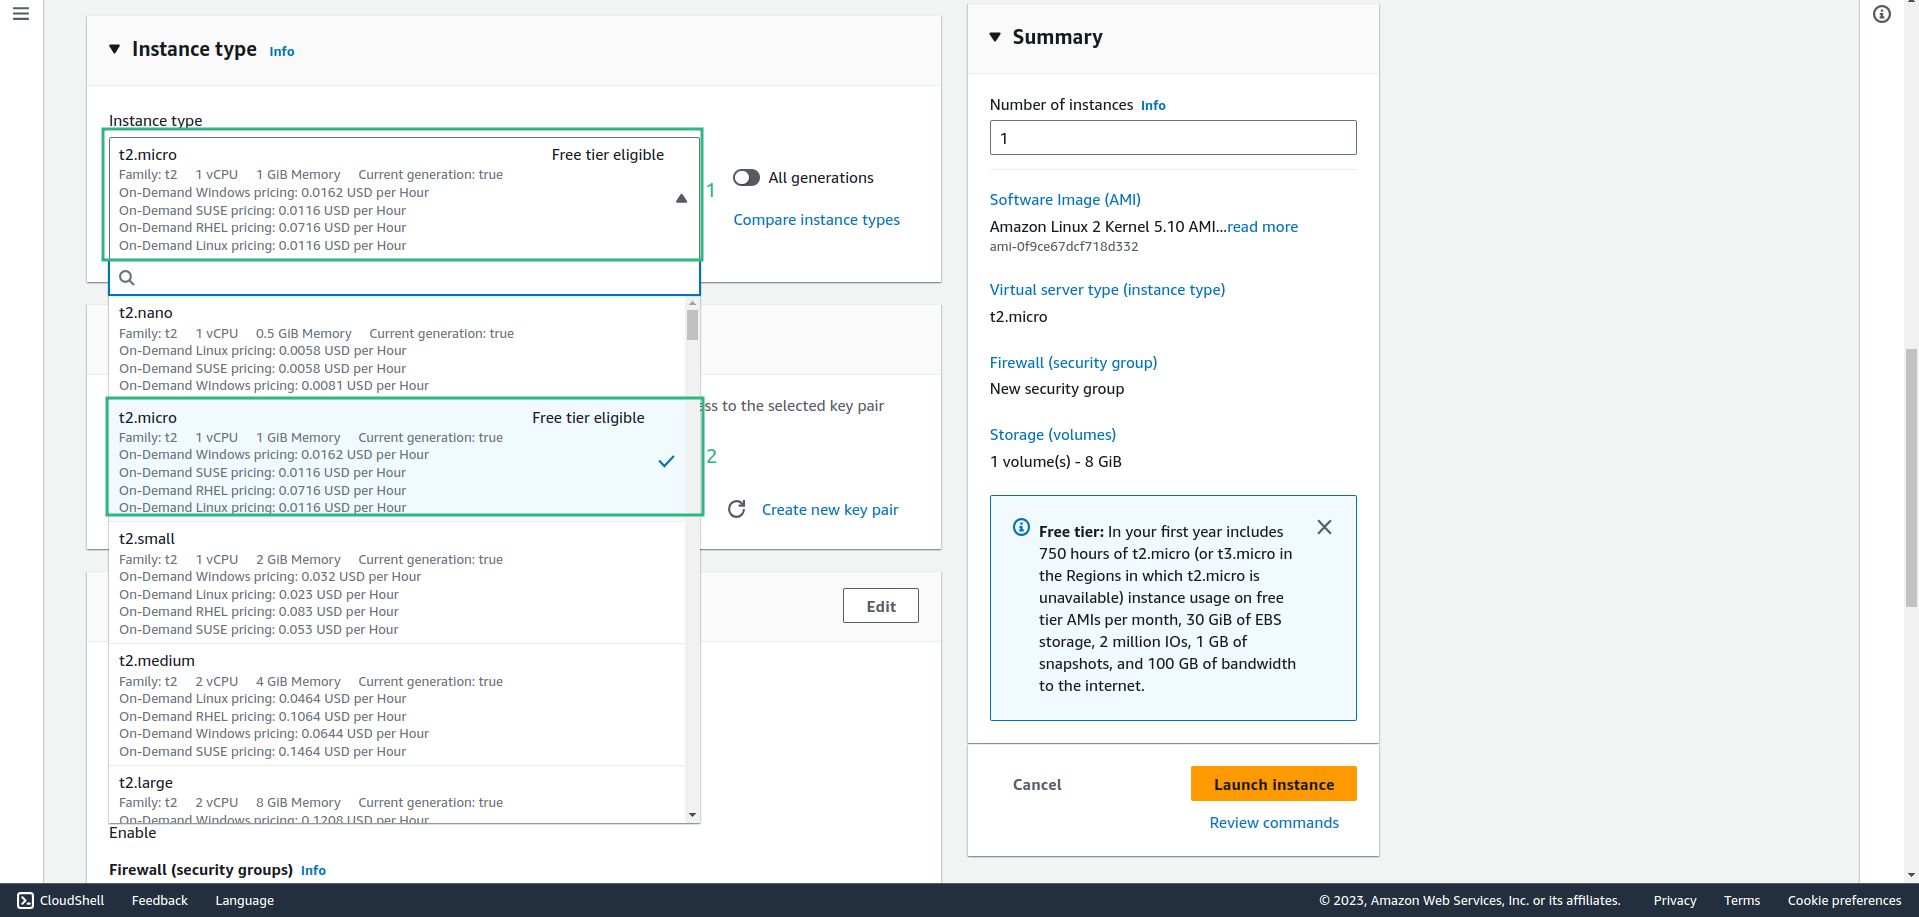 Instance type Info
Instance type
t2.micro Free tier eligible
Family: t2 1 vCPU 1 GiB Memory Current generation: true
On-Demand Windows pricing: 0.0162 USD per Hour
On-Demand SUSE pricing: 0.0116 USD per Hour
On-Demand RHEL pricing: 0.0716 USD per Hour
On-Demand Linux pricing: 0.0116 USD per Hour
1
All generations
Compare instance types
t2.nano
Family: t2 1 vCPU 0.5 GiB Memory Current generation: true
On-Demand Linux pricing: 0.0058 USD per Hour
On-Demand SUSE pricing: 0.0058 USD per Hour
On-Demand Windows pricing: 0.0081 USD per Hour
t2.micro Free tier eligible
Family: t2 1 vCPU 1 GiB Memory Current generation: true
On-Demand Windows pricing: 0.0162 USD per Hour
On-Demand SUSE pricing: 0.0116 USD per Hour
On-Demand RHEL pricing: 0.0716 USD per Hour
On-Demand Linux pricing: 0.0116 USD per Hour
2
to the selected key pair
Create new key pair
t2.small
Family: t2 1 vCPU 2 GiB Memory Current generation: true
On-Demand Windows pricing: 0.032 USD per Hour
On-Demand Linux pricing: 0.023 USD per Hour
On-Demand RHEL pricing: 0.083 USD per Hour
On-Demand SUSE pricing: 0.053 USD per Hour
Edit
t2.medium
Family: t2 2 vCPU 4 GiB Memory Current generation: true
On-Demand Linux pricing: 0.0464 USD per Hour
On-Demand RHEL pricing: 0.1064 USD per Hour
On-Demand Windows pricing: 0.0644 USD per Hour
On-Demand SUSE pricing: 0.1464 USD per Hour
t2.large
Family: t2 2 vCPU 8 GiB Memory Current generation: true
On-Demand Windows pricing: 0.1208 USD per Hour
Enable
Firewall (security groups) Info
Summary
Number of instances Info
1
Software Image (AMI)
Amazon Linux 2 Kernel 5.10 AMI...read more
ami-0f9ce67dcf718d332
Virtual server type (instance type)
t2.micro
Firewall (security group)
New security group
Storage (volumes)
1 volume(s) - 8 GiB
Free tier: In your first year includes
750 hours of t2.micro (or t3.micro in
the Regions in which t2.micro is
unavailable) instance usage on free
tier AMIs per month, 30 GiB of EBS
storage, 2 million IOs, 1 GB of
snapshots, and 100 GB of bandwidth
to the internet.
Cancel
Launch instance
Review commands
CloudShell Feedback Language © 2023, Amazon Web Services, Inc. or its affiliates. Privacy Terms Cookie preferences